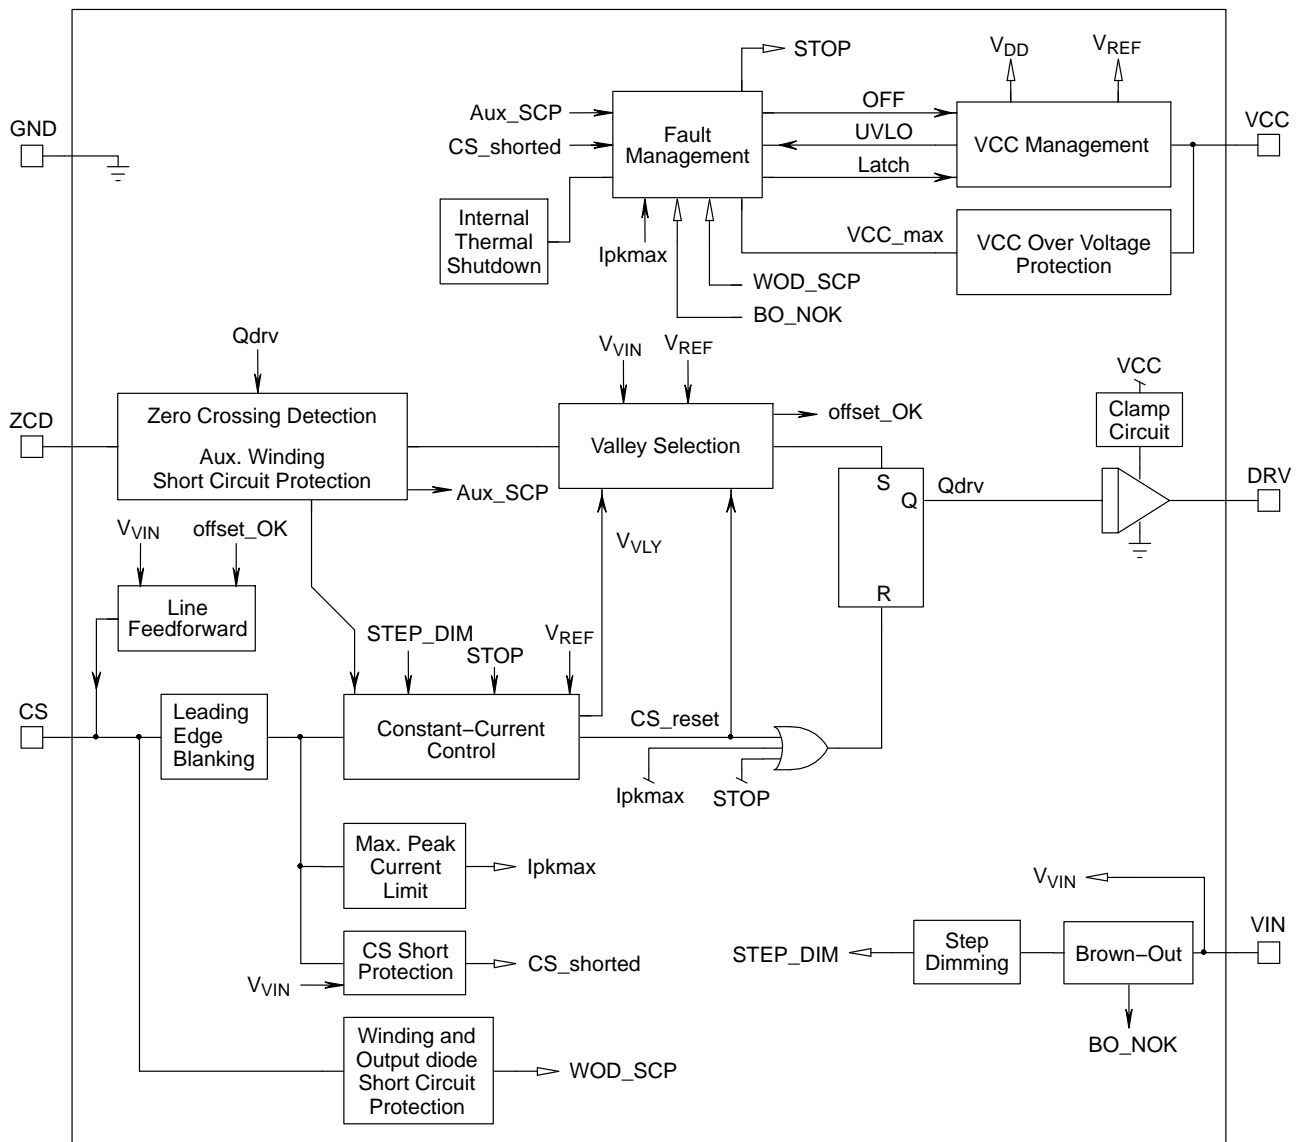 STOP
VDD
VREF
Aux_SCP
OFF
GND
Fault
Management
UVLO
VCC Management
VCC
CS_shorted
Latch
Internal
Thermal
Shutdown
Ipkmax
VCC_max
VCC Over Voltage
Protection
WOD_SCP
BO_NOK
Qdrv
VVIN
VREF
VCC
ZCD
Zero Crossing Detection
offset_OK
Clamp
Circuit
Aux. Winding
Short Circuit Protection
Valley Selection
Aux_SCP
S
Q
Qdrv
DRV
VVIN
offset_OK
VVLY
R
Line
Feedforward
STEP_DIM
VREF
STOP
CS
Leading
Edge
Blanking
Constant−Current
Control
CS_reset
Ipkmax
STOP
Max. Peak
Current
Limit
Ipkmax
VVIN
VIN
CS Short
Protection
CS_shorted
VVIN
STEP_DIM
Step
Dimming
Brown−Out
Winding and
Output diode
Short Circuit
Protection
WOD_SCP
BO_NOK